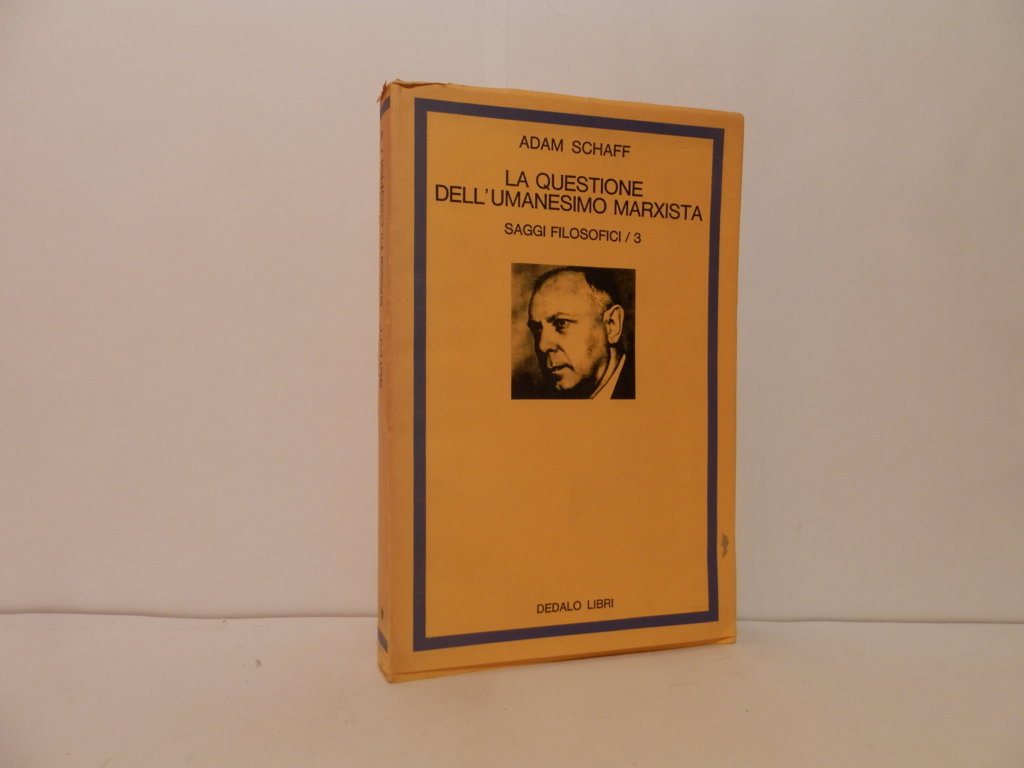 ADAM SCHAFF
LA QUESTIONE
DELL'UMANESIMO MARXISTA
SAGGI FILOSOFICI / 3
DEDALO LIBRI